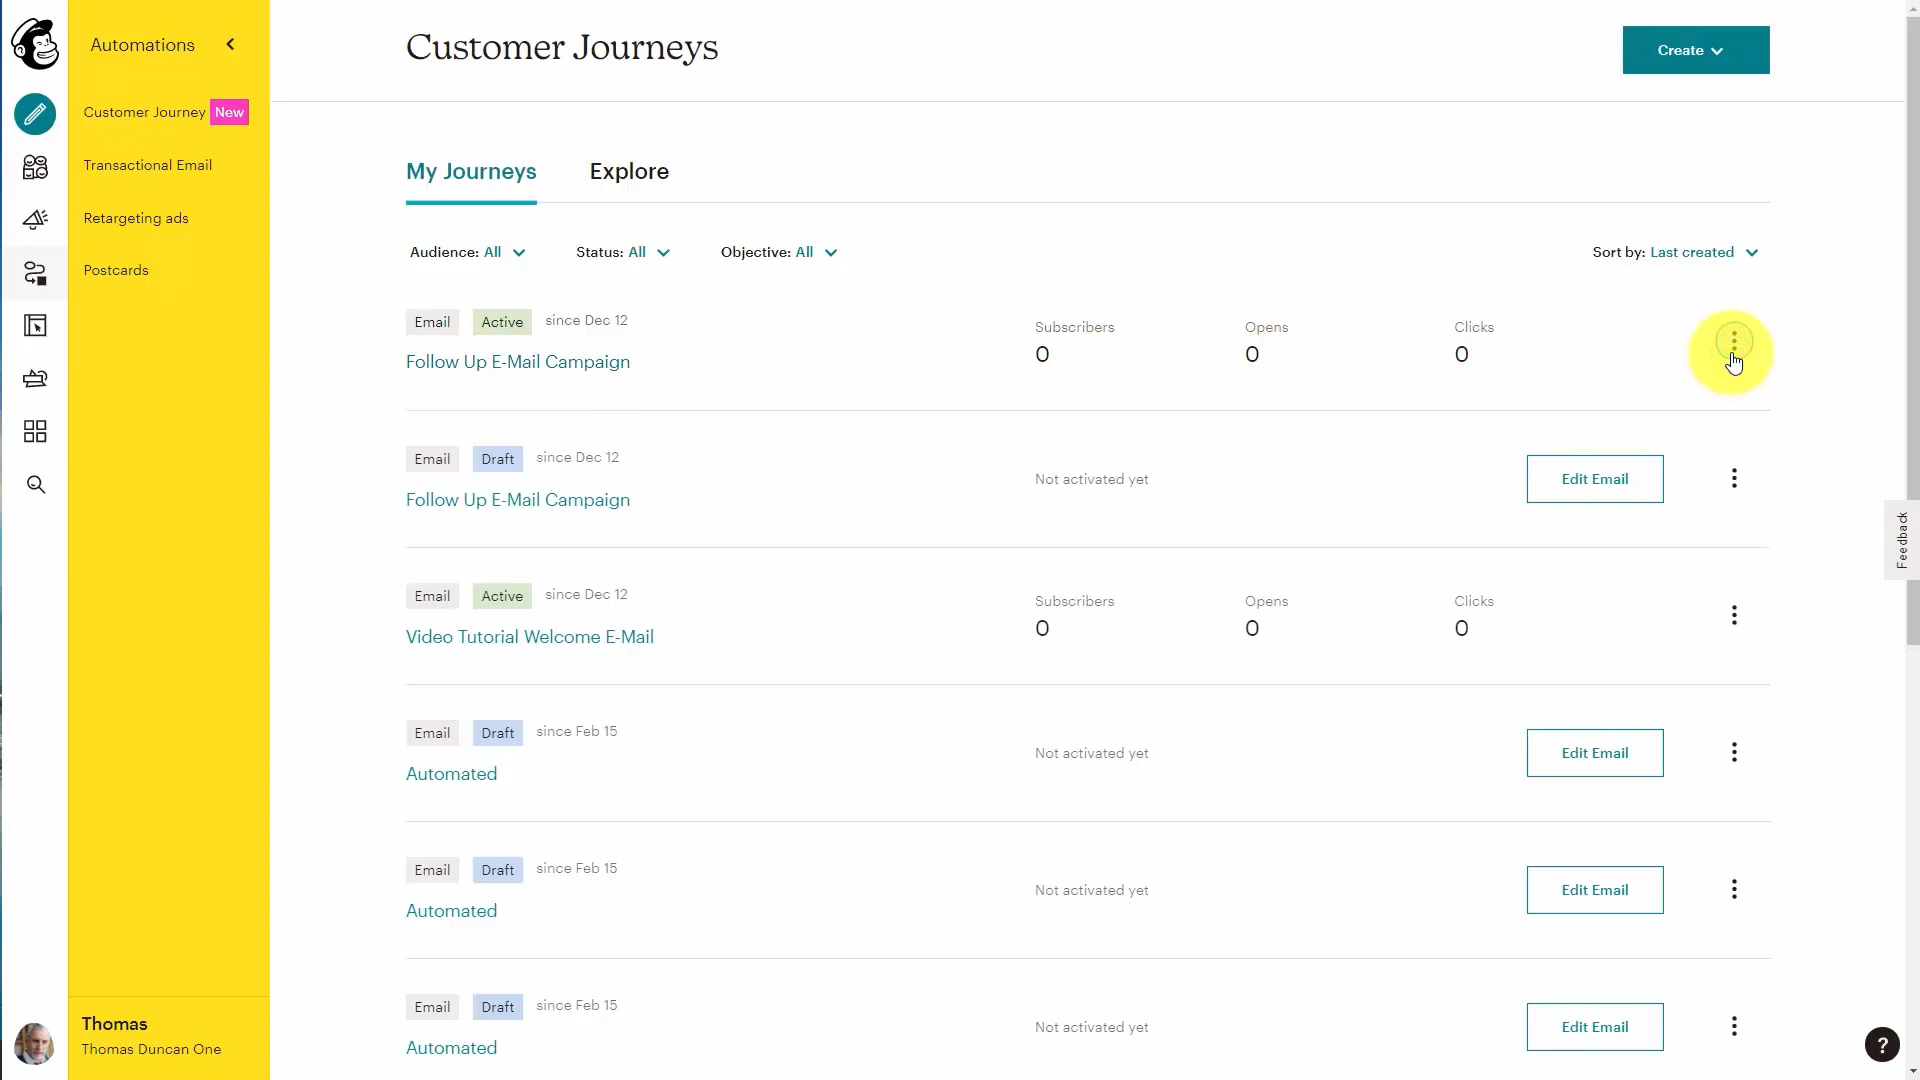 Automations
Customer Journey New
Transactional Email
Retargeting ads
Postcards
Thomas
Thomas Duncan One
Customer Journeys
Create
My Journeys Explore
Audience: All Status: All Objective: All Sort by: Last created
Email Active since Dec 12
Follow Up E-Mail Campaign
Subscribers Opens Clicks
0 0 0
Email Draft since Dec 12
Follow Up E-Mail Campaign
Not activated yet
Edit Email
Email Active since Dec 12
Video Tutorial Welcome E-Mail
Subscribers Opens Clicks
0 0 0
Email Draft since Feb 15
Automated
Not activated yet
Edit Email
Email Draft since Feb 15
Automated
Not activated yet
Edit Email
Email Draft since Feb 15
Automated
Not activated yet
Edit Email
Feedback
?